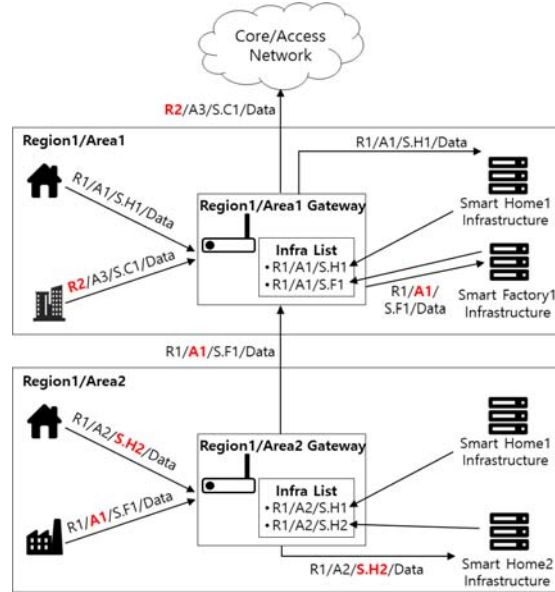 Core/Access
Network
R2/A3/S.C1/Data
Region1/Area1
R1/A1/S.H1/Data
R1/A1/S.H1/Data
Smart Home1
Infrastructure
Region1/Area1 Gateway
Infra List
• R1/A1/S.H1
• R1/A1/S.F1
R2/A3/S.C1/Data
R1/A1/
S.F1/Data
Smart Factory1
Infrastructure
R1/A1/S.F1/Data
Region1/Area2
R1/A2/S.H2/Data
Region1/Area2 Gateway
Smart Home1
Infrastructure
Infra List
• R1/A2/S.H1
• R1/A2/S.H2
R1/A1/S.F1/Data
R1/A2/S.H2/Data
Smart Home2
Infrastructure